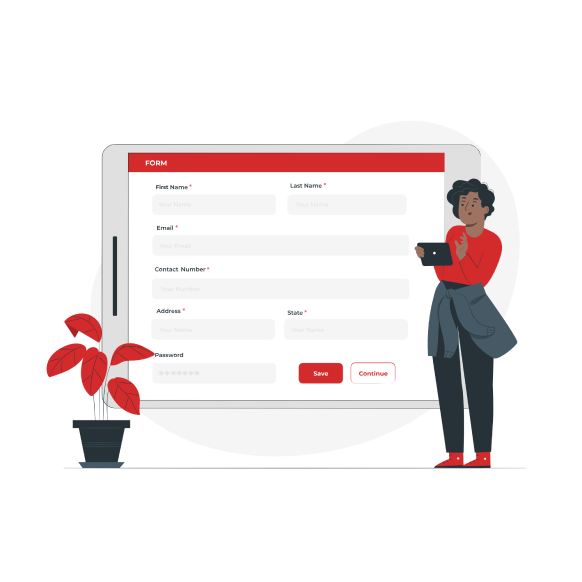 FORM
First Name *
Last Name *
Your Name
Your Name
Email *
Your Email
Contact Number *
Your Number
Address *
State *
Your Name
Your Name
Password
*******
Save
Continue